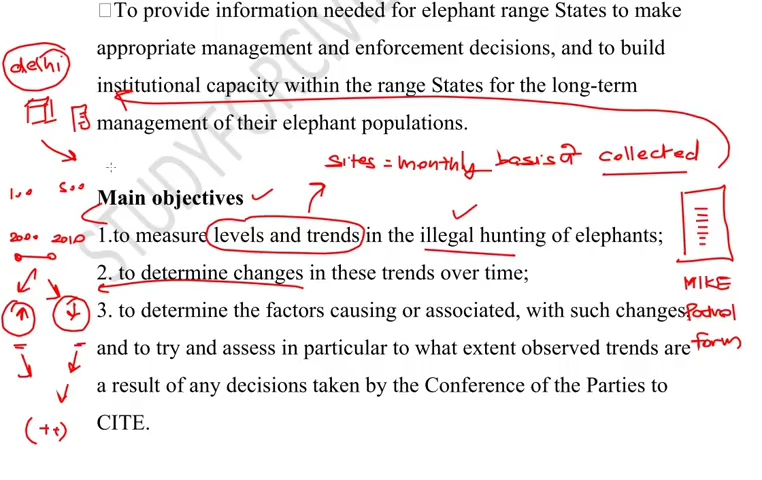 ☐To provide information needed for elephant range States to make
appropriate management and enforcement decisions, and to build
delhi
institutional capacity within the range States for the long-term
management of their elephant populations.
STUDYFORCIVI
sites = monthly basis collected
100 500
Main objectives
2000 2010
1.to measure levels and trends in the illegal hunting of elephants;
2. to determine changes in these trends over time;
MIKE
3. to determine the factors causing or associated, with such changes
form
and to try and assess in particular to what extent observed trends are
a result of any decisions taken by the Conference of the Parties to
CITE.
(++)